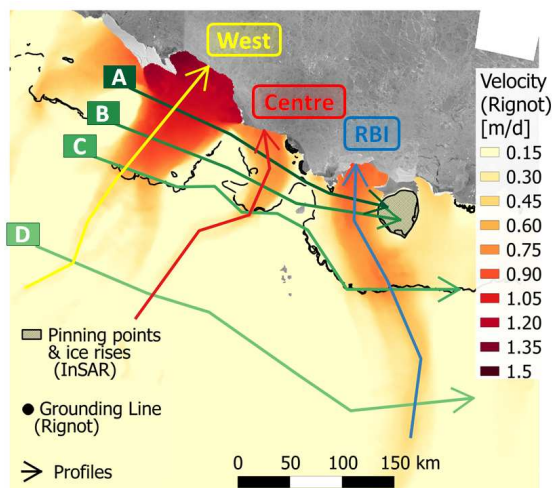 West
A
Centre
B
RBI
C
D
Velocity
(Rignot)
[m/d]
0.15
0.30
0.45
0.60
0.75
0.90
1.05
1.20
1.35
1.5
Pinning points
& ice rises
(InSAR)
Grounding Line
(Rignot)
Profiles
0 50 100 150 km